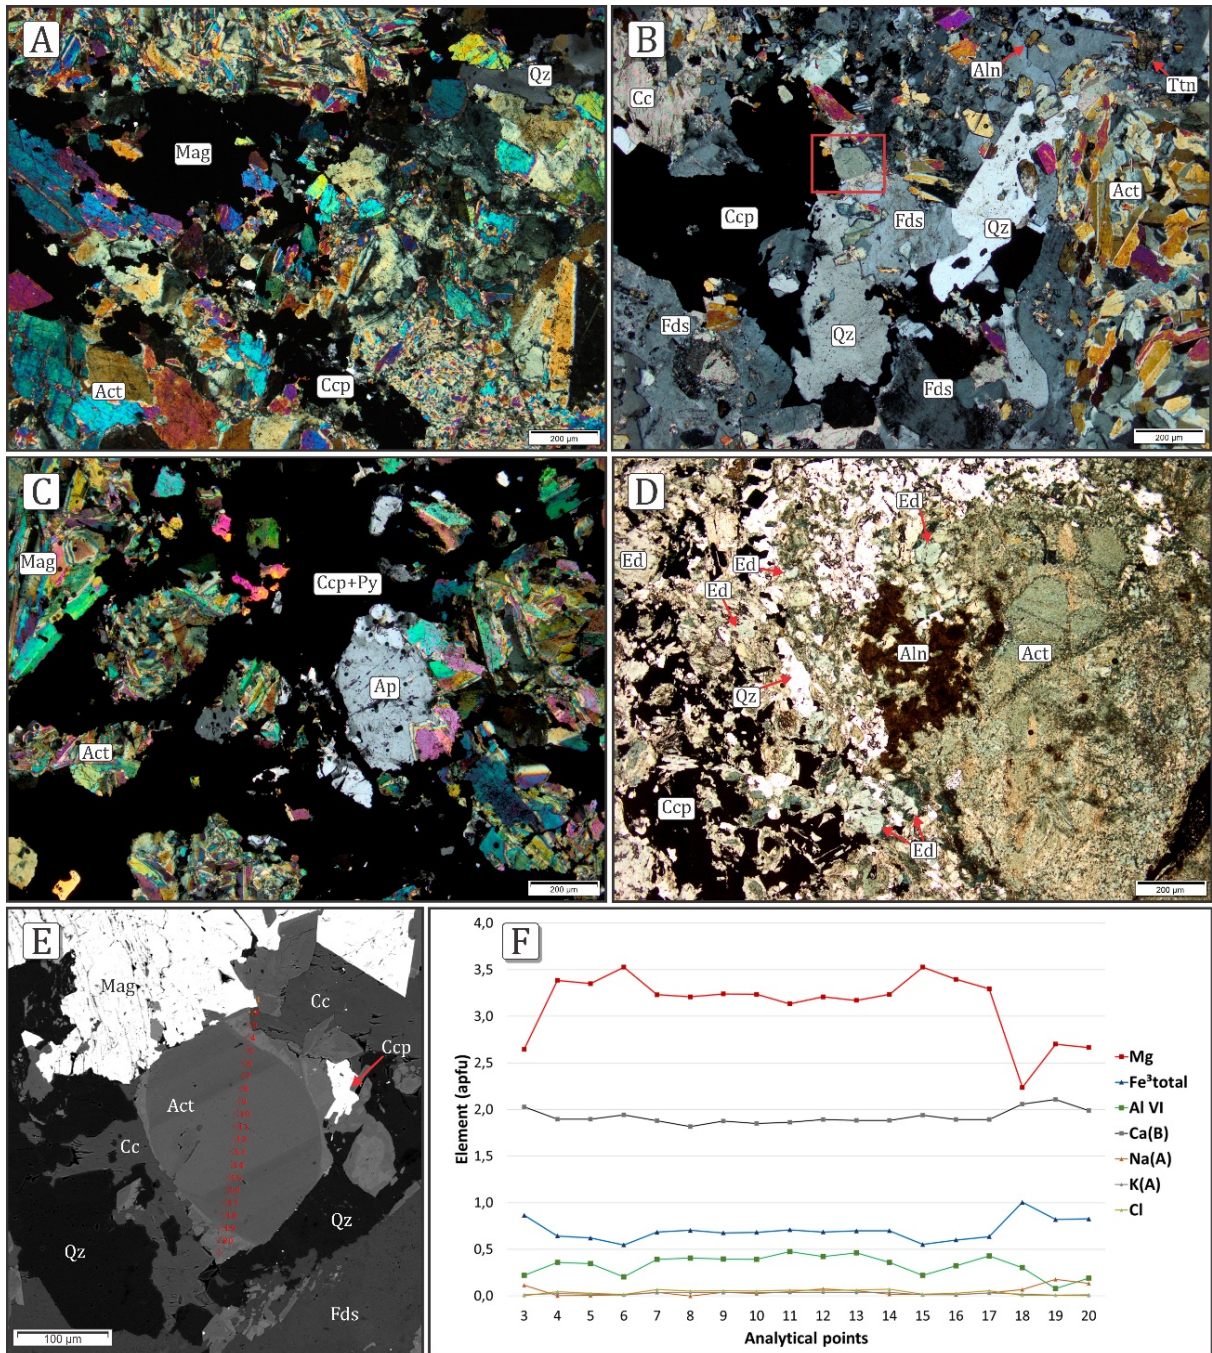 A
Qz
Mag
Act
Ccp
200 µm
B
Aln
Ttn
Cc
Act
Ccp
Fds
Qz
Fds
Qz
Fds
200 µm
C
Mag
Ccp+Py
Ap
Act
200 µm
D
Ed
Ed
Ed
Ed
Aln
Act
Qz
Ccp
Ed
200 µm
E
Mag
Cc
Ccp
Act
Cc
Qz
Qz
Fds
100 µm
F
4,0
3,5
3,0
2,5
2,0
1,5
1,0
0,5
0,0
Element (apfu)
3 4 5 6 7 8 9 10 11 12 13 14 15 16 17 18 19 20
Analytical points
Mg
Fe³total
Al VI
Ca(B)
Na(A)
K(A)
Cl